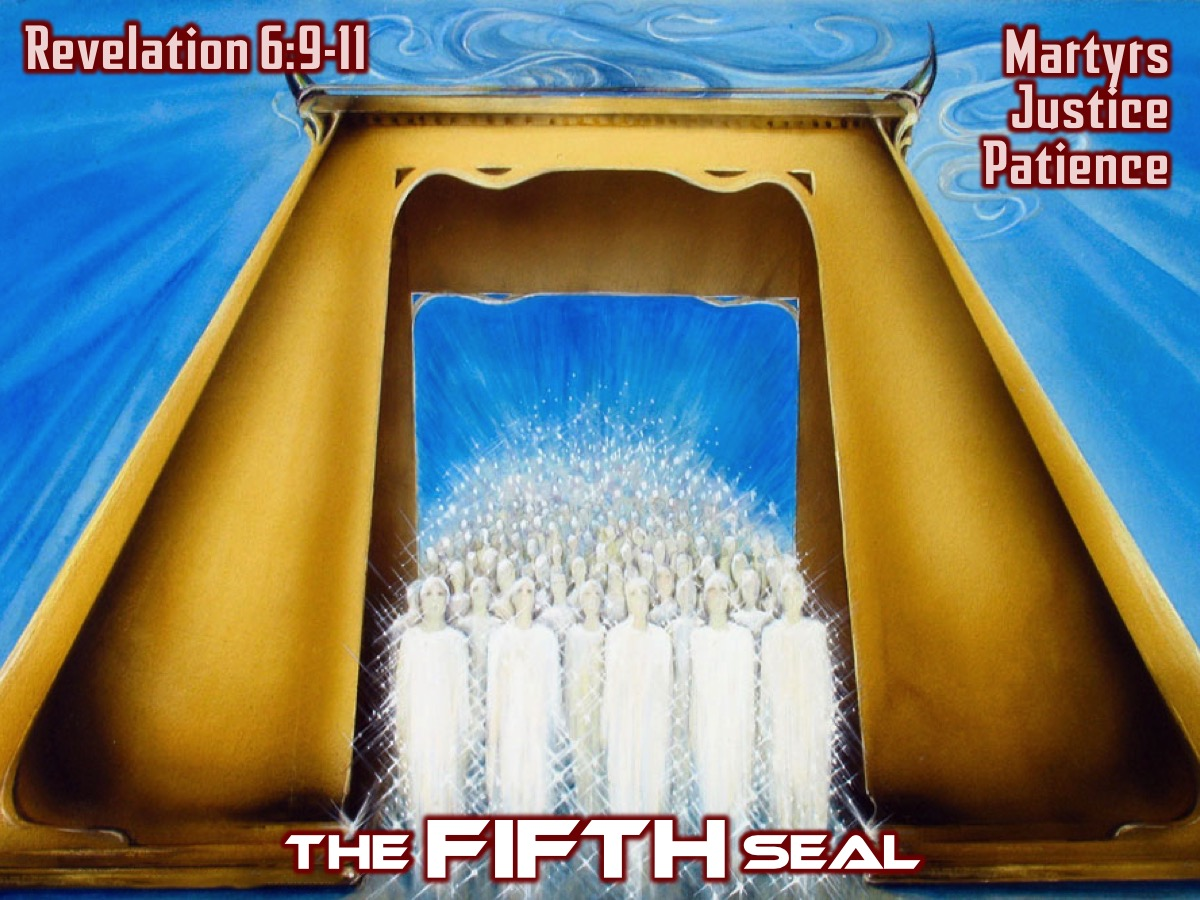 Revelation 6:9-11
Martyrs
Justice
Patience
THE FIFTH SEAL